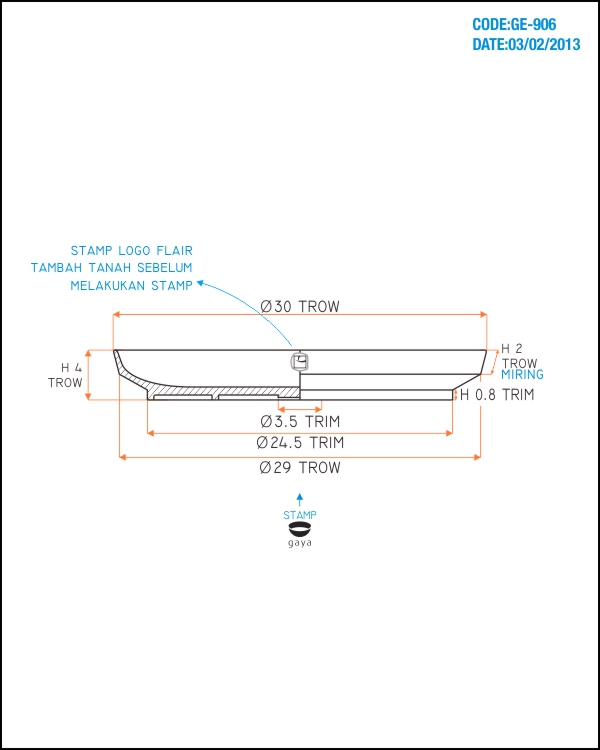 CODE:GE-906
DATE:03/02/2013
STAMP LOGO FLAIR
TAMBAH TANAH SEBELUM
MELAKUKAN STAMP
Ø30 TROW
H 4
TROW
H 2
TROW
MIRING
H 0.8 TRIM
Ø3.5 TRIM
Ø24.5 TRIM
Ø29 TROW
STAMP
gaya